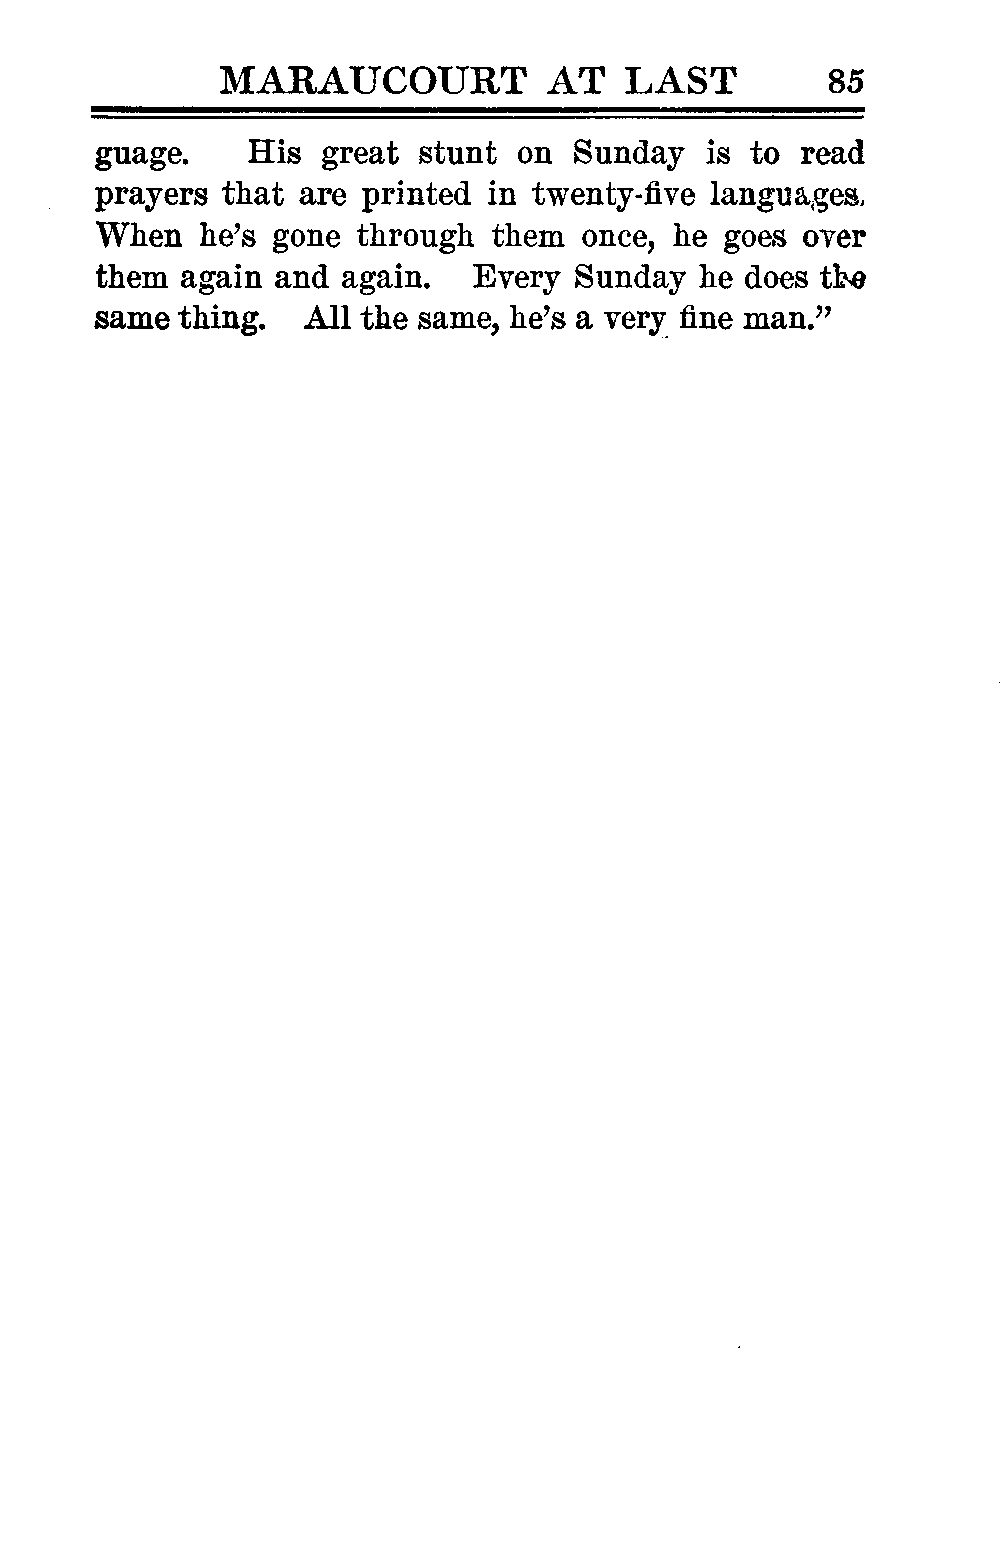 MARAUCOURT AT LAST 85
guage. His great stunt on Sunday is to read
prayers that are printed in twenty-five languages.
When he's gone through them once, he goes over
them again and again. Every Sunday he does the
same thing. All the same, he's a very fine man.”